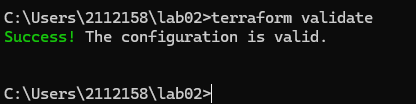 C:\Users\2112158\lab02>terraform validate
Success! The configuration is valid.
C:\Users\2112158\lab02>